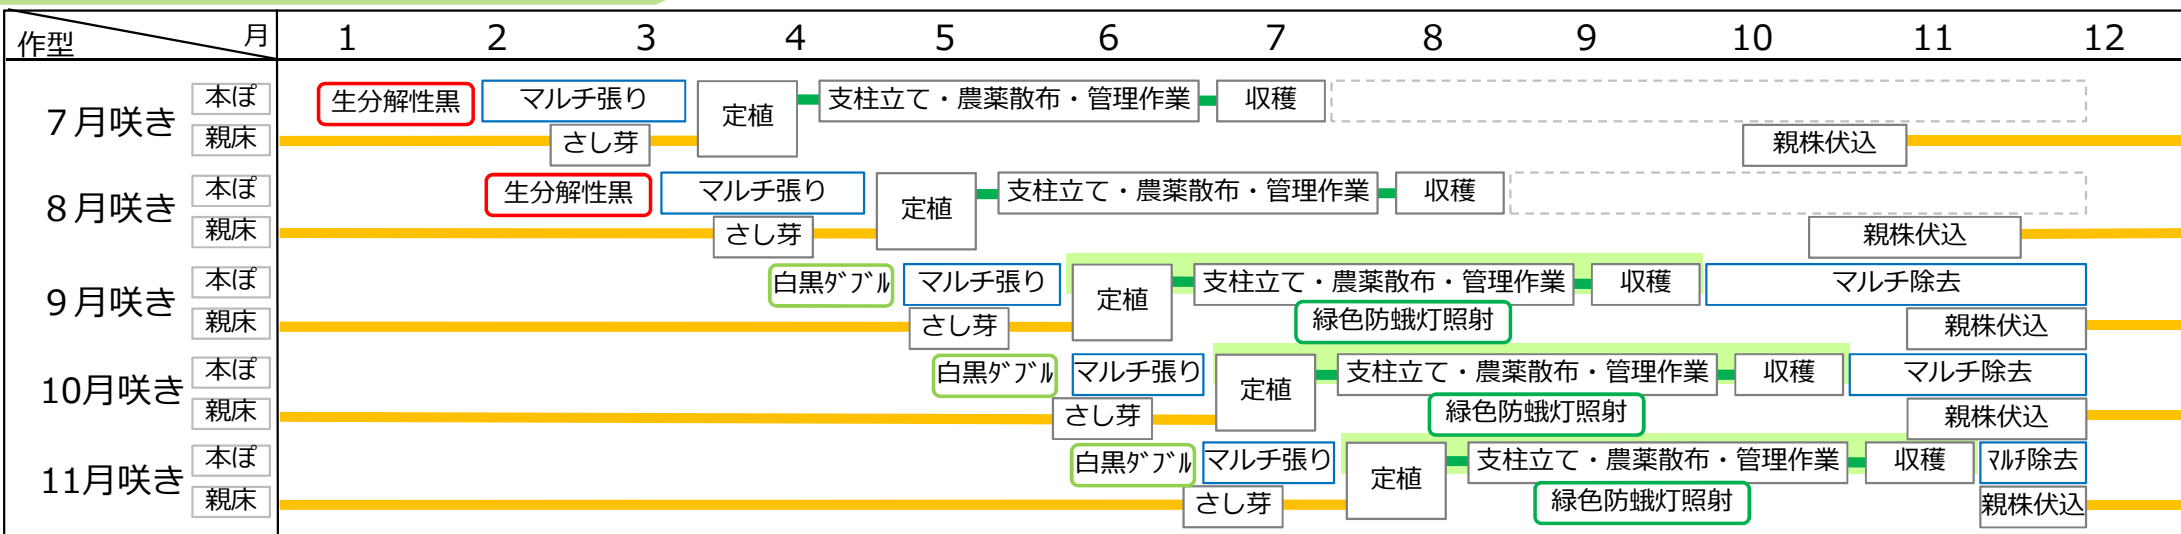 作型 月 1 2 3 4 5 6 7 8 9 10 11 12
7月咲き 本ぽ 生分解性黒 マルチ張り 定植 支柱立て・農薬散布・管理作業 収穫
親床 さし芽 親株伏込
8月咲き 本ぽ 生分解性黒 マルチ張り 定植 支柱立て・農薬散布・管理作業 収穫
親床 さし芽 親株伏込
9月咲き 本ぽ 白黒ﾀﾞﾌﾞﾙ マルチ張り 定植 支柱立て・農薬散布・管理作業 収穫 マルチ除去
親床 さし芽 緑色防蛾灯照射 親株伏込
10月咲き 本ぽ 白黒ﾀﾞﾌﾞﾙ マルチ張り 定植 支柱立て・農薬散布・管理作業 収穫 マルチ除去
親床 さし芽 緑色防蛾灯照射 親株伏込
11月咲き 本ぽ 白黒ﾀﾞﾌﾞﾙ マルチ張り 定植 支柱立て・農薬散布・管理作業 収穫 ﾏﾙﾁ除去
親床 さし芽 緑色防蛾灯照射 親株伏込